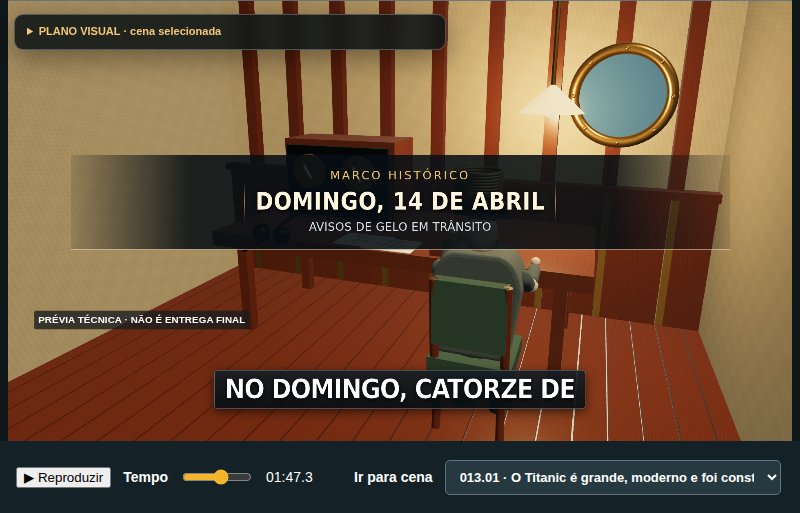 ▶ PLANO VISUAL · cena selecionada
MARCO HISTÓRICO
DOMINGO, 14 DE ABRIL
AVISOS DE GELO EM TRÂNSITO
PRÉVIA TÉCNICA · NÃO É ENTREGA FINAL
NO DOMINGO, CATORZE DE
▶ Reproduzir Tempo 01:47.3 Ir para cena 013.01 · O Titanic é grande, moderno e foi const